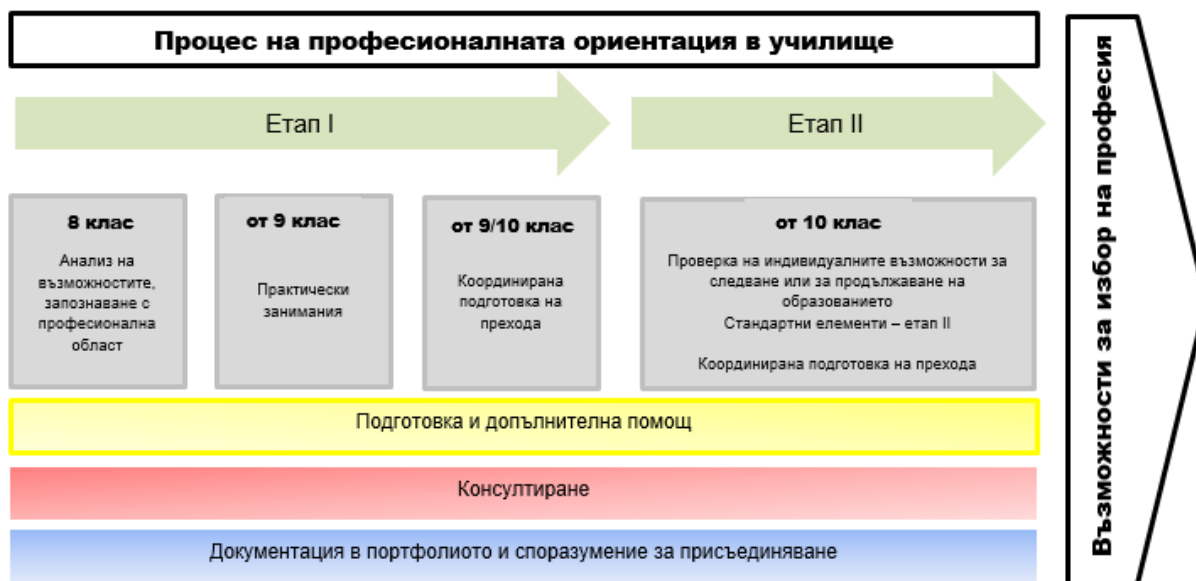 Процес на професионалната ориентация в училище
Етап I
Етап II
8 клас
Анализ на
възможностите,
запознаване с
професионална
област
от 9 клас
Практически
занимания
от 9/10 клас
Координирана
подготовка на
прехода
от 10 клас
Проверка на индивидуалните възможности за
следване или за продължаване на
образованието
Стандартни елементи – етап II
Координирана подготовка на прехода
Подготовка и допълнителна помощ
Консултиране
Документация в портфолиото и споразумение за присъединяване
Възможности за избор на професия